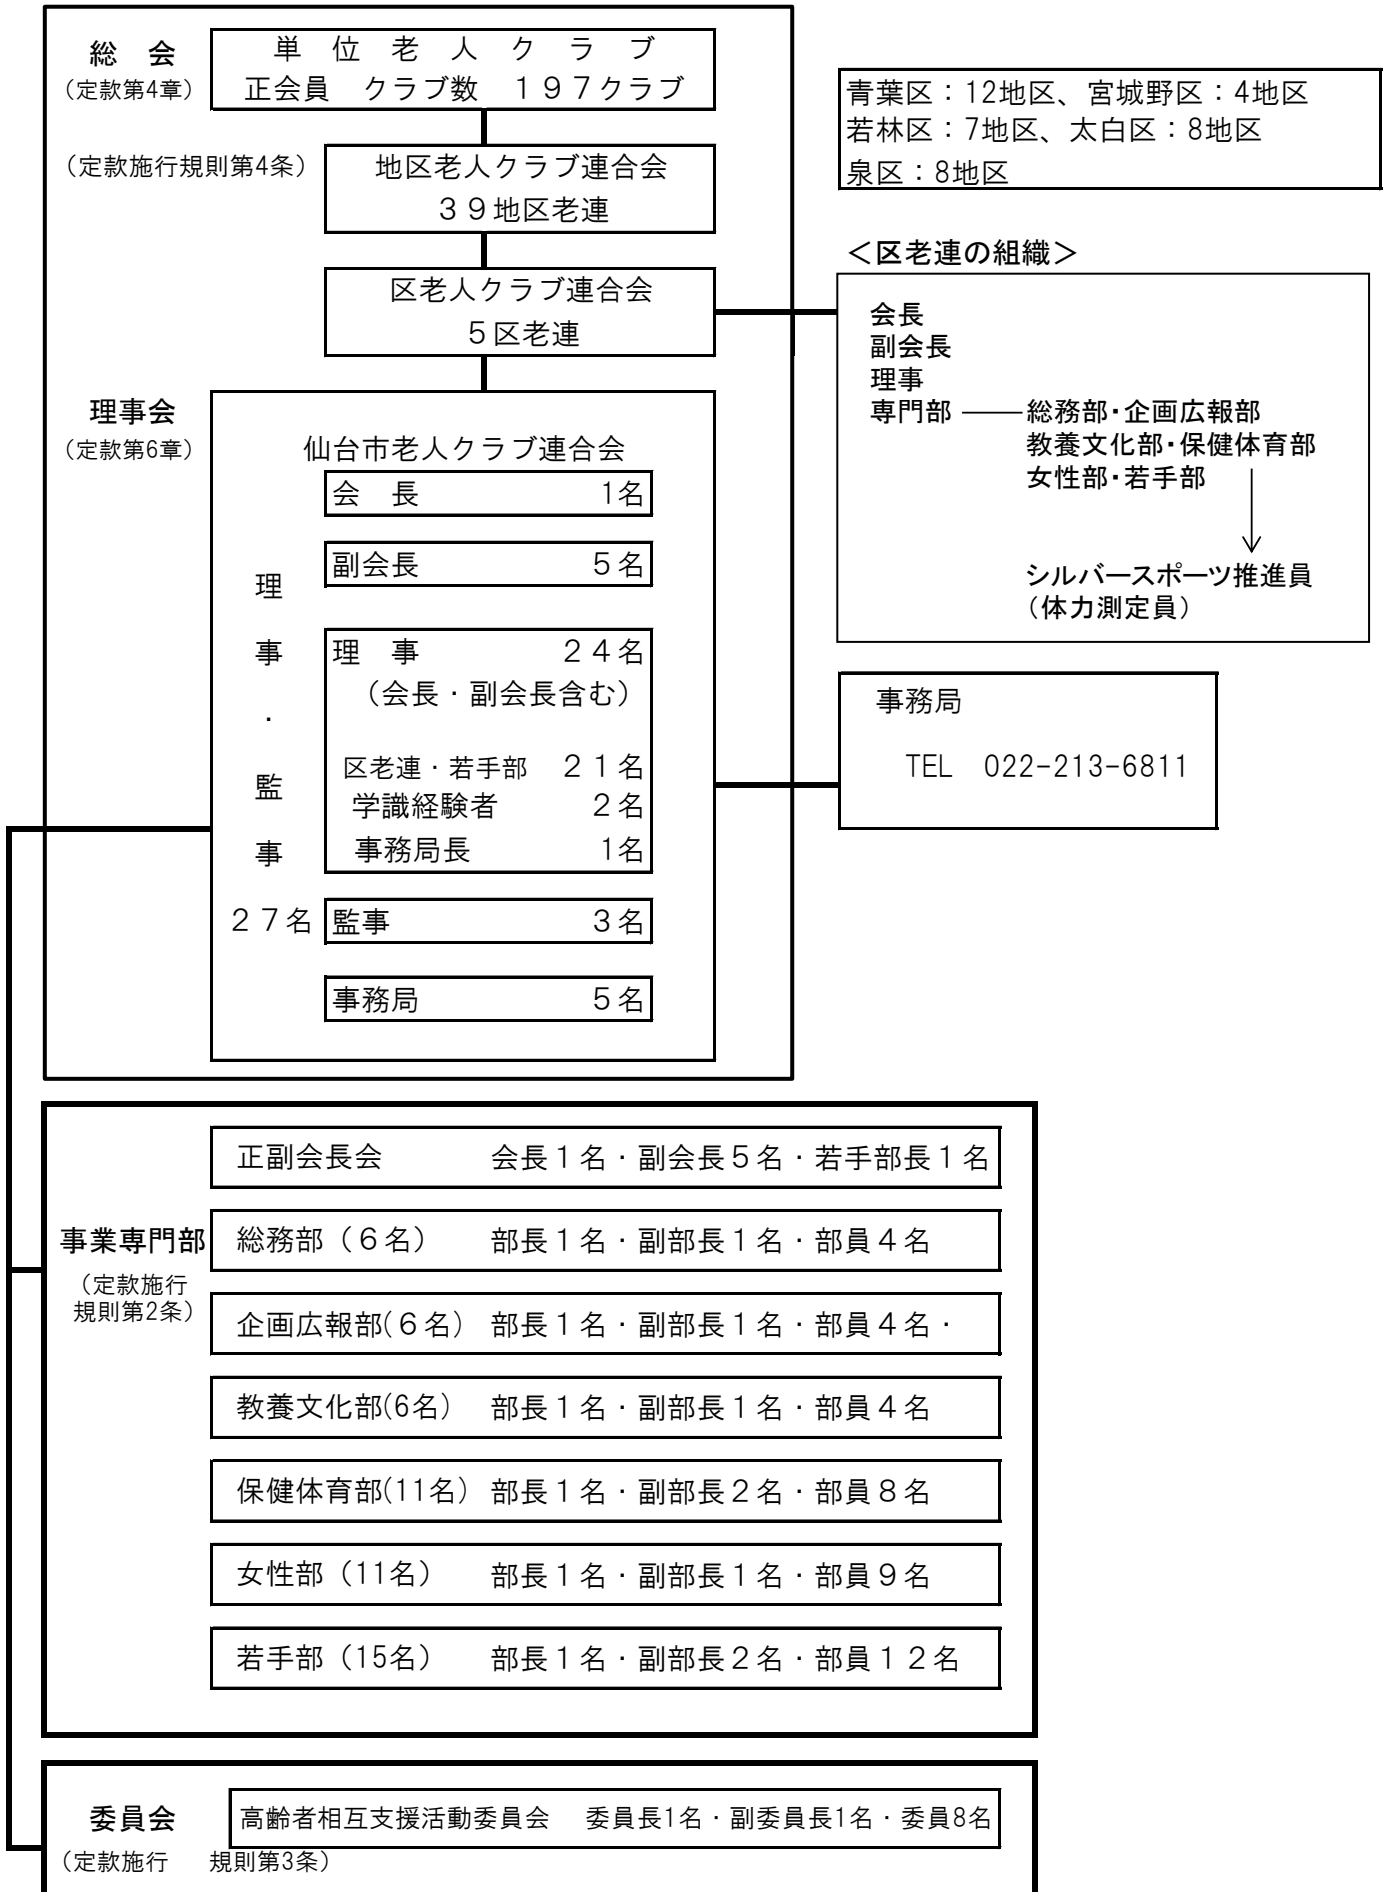 総　会
（定款第4章）
単　位　老　人　ク　ラ　ブ
正会員　クラブ数　１９７クラブ
青葉区：12地区、宮城野区：4地区
若林区：7地区、太白区：8地区
泉区：8地区
（定款施行規則第4条）
地区老人クラブ連合会
３９地区老連
区老人クラブ連合会
５区老連
＜区老連の組織＞
会長
副会長
理事
専門部
総務部・企画広報部
教養文化部・保健体育部
女性部・若手部
シルバースポーツ推進員
（体力測定員）
理事会
（定款第6章）
仙台市老人クラブ連合会
会　長　1名
副会長　５名
理
事
・
監
事
２７名
理　事　２４名
（会長・副会長含む）
区老連・若手部　２１名
学識経験者　２名
事務局長　1名
監事　３名
事務局　５名
事務局
TEL　022-213-6811
事業専門部
（定款施行
規則第2条）
正副会長会　会長１名・副会長５名・若手部長１名
総務部（６名）　部長１名・副部長１名・部員４名
企画広報部(６名)　部長１名・副部長１名・部員４名・
教養文化部(6名)　部長１名・副部長１名・部員４名
保健体育部(11名)　部長１名・副部長２名・部員８名
女性部（11名）　部長１名・副部長１名・部員９名
若手部（15名）　部長１名・副部長２名・部員１２名
委員会
（定款施行　規則第3条）
高齢者相互支援活動委員会　委員長1名・副委員長1名・委員8名